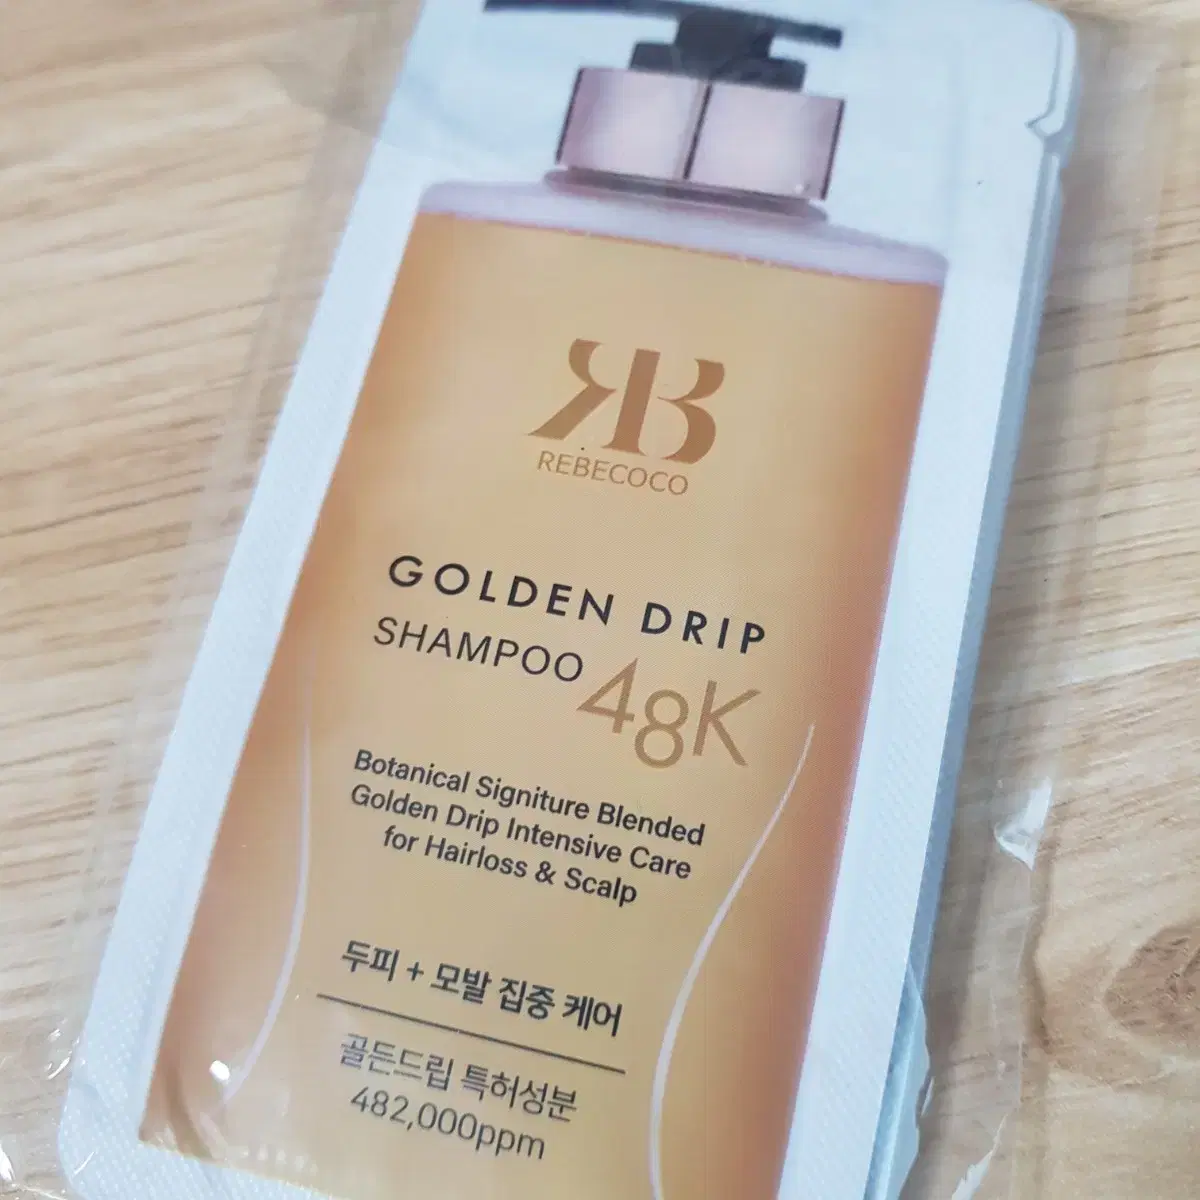 RB
REBECOCO
GOLDEN DRIP
SHAMPOO 48K
Botanical Signiture Blended
Golden Drip Intensive Care
for Hairloss & Scalp
두피 + 모발 집중 케어
골든드립 특허성분
482,000ppm